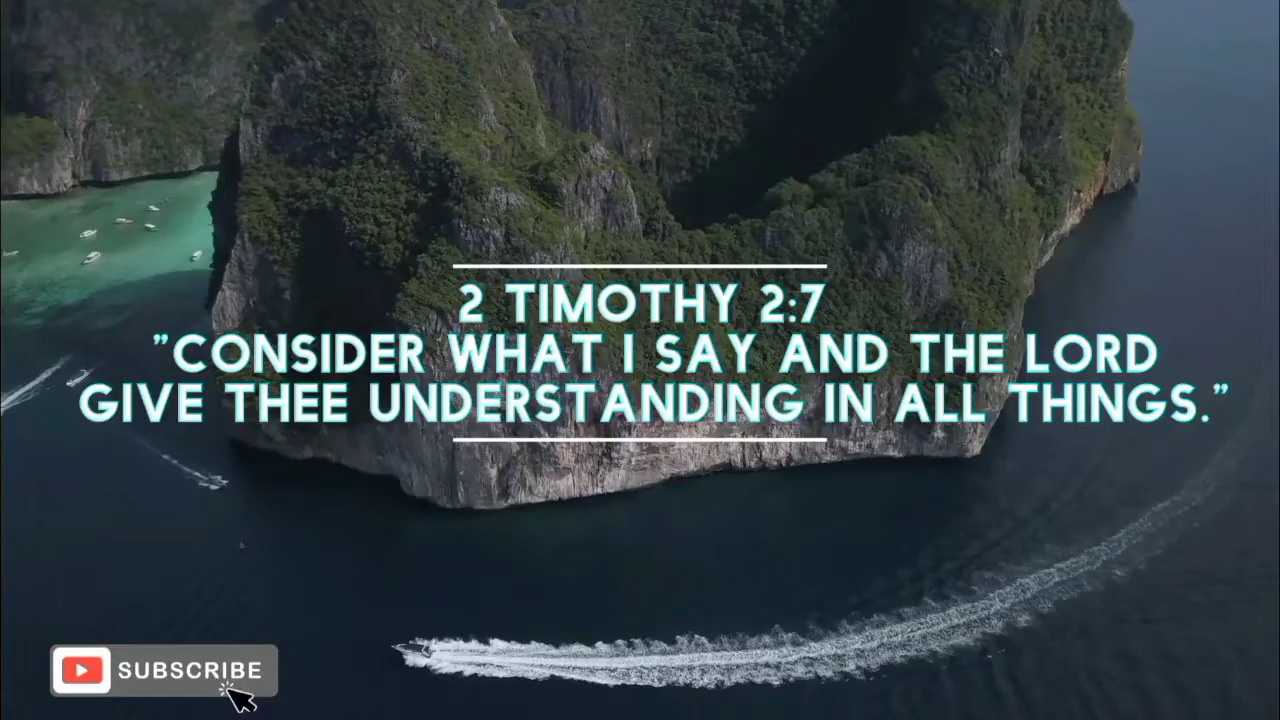 2 TIMOTHY 2:7
"CONSIDER WHAT I SAY AND THE LORD
GIVE THEE UNDERSTANDING IN ALL THINGS."
SUBSCRIBE